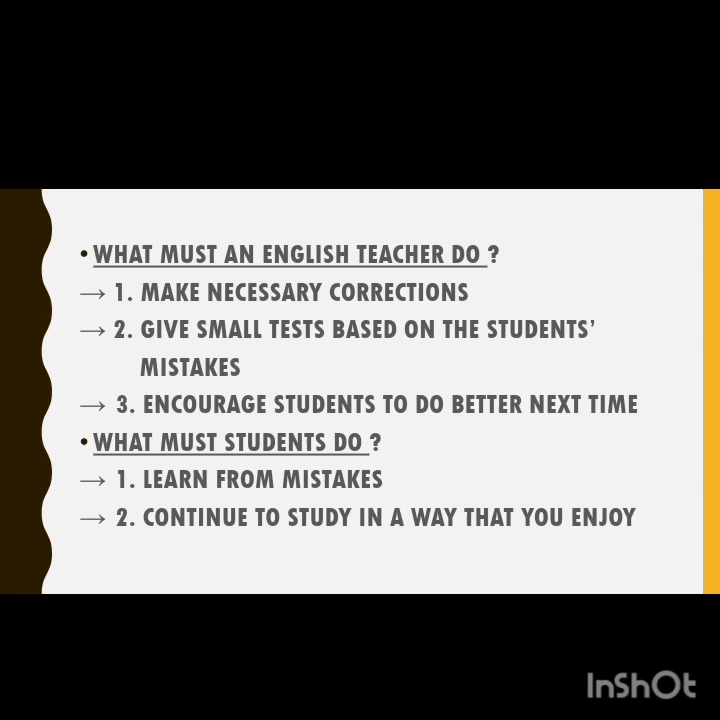 • WHAT MUST AN ENGLISH TEACHER DO ?
→ 1. MAKE NECESSARY CORRECTIONS
→ 2. GIVE SMALL TESTS BASED ON THE STUDENTS’
MISTAKES
→ 3. ENCOURAGE STUDENTS TO DO BETTER NEXT TIME
• WHAT MUST STUDENTS DO ?
→ 1. LEARN FROM MISTAKES
→ 2. CONTINUE TO STUDY IN A WAY THAT YOU ENJOY
InShOt